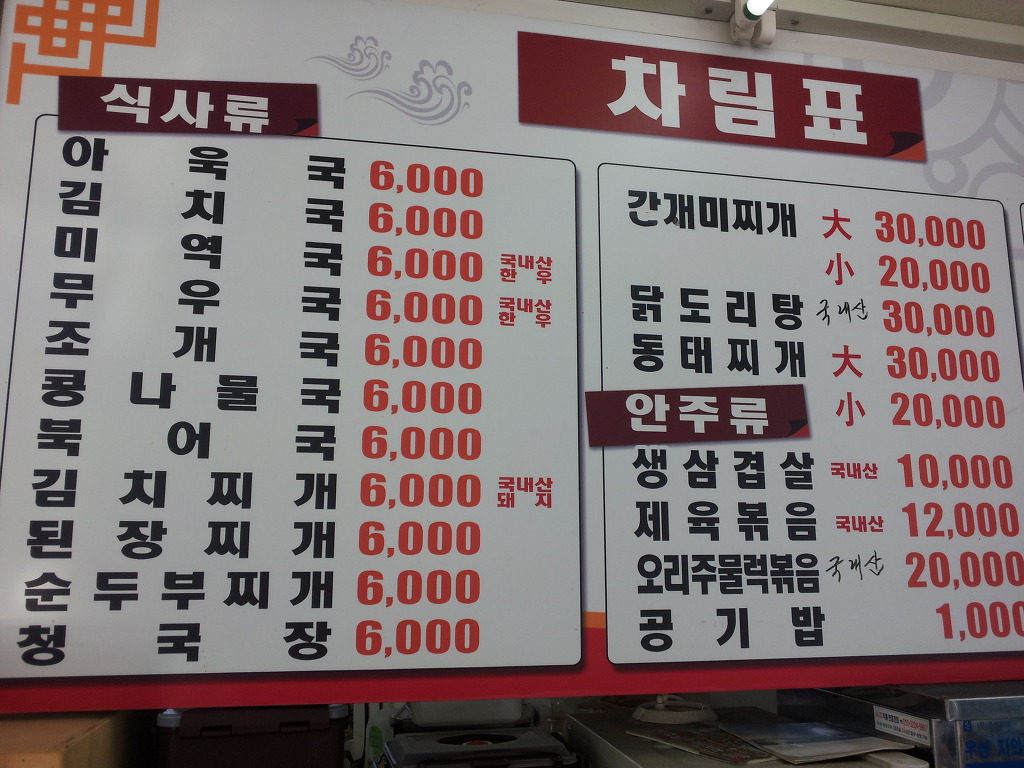 차림표
식사류
아욱국 6,000
김치국 6,000
미역국 6,000 국내산 한우
무우국 6,000 국내산 한우
조개국 6,000
콩나물국 6,000
북어국 6,000
김치찌개 6,000 국내산 돼지
된장찌개 6,000
순두부찌개 6,000
청국장 6,000
간재미찌개 大 30,000
小 20,000
닭도리탕 국내산 30,000
동태찌개 大 30,000
小 20,000
안주류
생삼겹살 국내산 10,000
제육볶음 국내산 12,000
오리주물럭볶음 국내산 20,000
공기밥 1,000